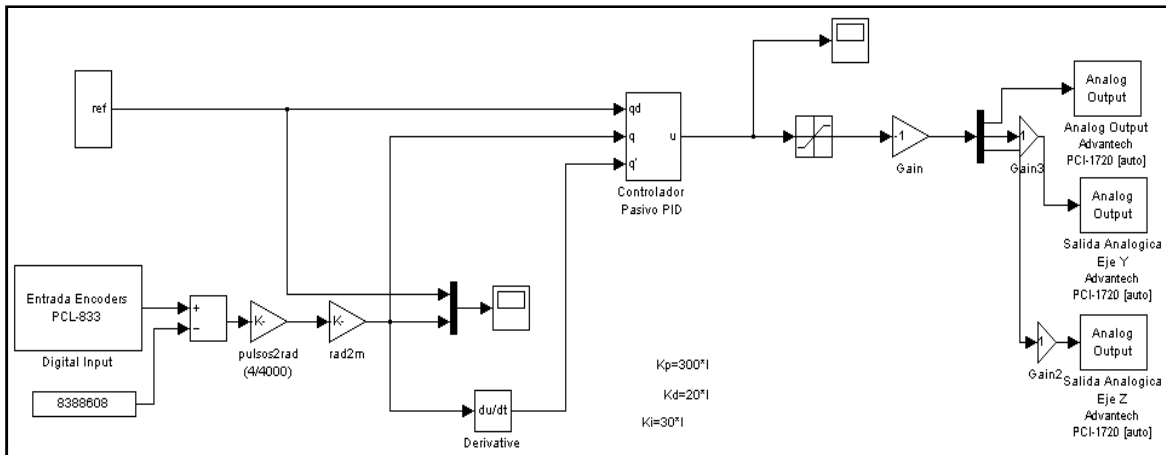 ref
qd
q
q'
u
Controlador
Pasivo PID
-1
Gain
1
Gain3
Analog
Output
Analog Output
Advantech
PCI-1720 [auto]
Analog
Output
Salida Analogica
Eje Y
Advantech
PCI-1720 [auto]
Entrada Encoders
PCL-833
Digital Input
+
−
K-
pulsos2rad
(4/4000)
K-
rad2m
8388608
du/dt
Derivative
Kp=300*I
Kd=20*I
Ki=30*I
1
Gain2
Analog
Output
Salida Analogica
Eje Z
Advantech
PCI-1720 [auto]